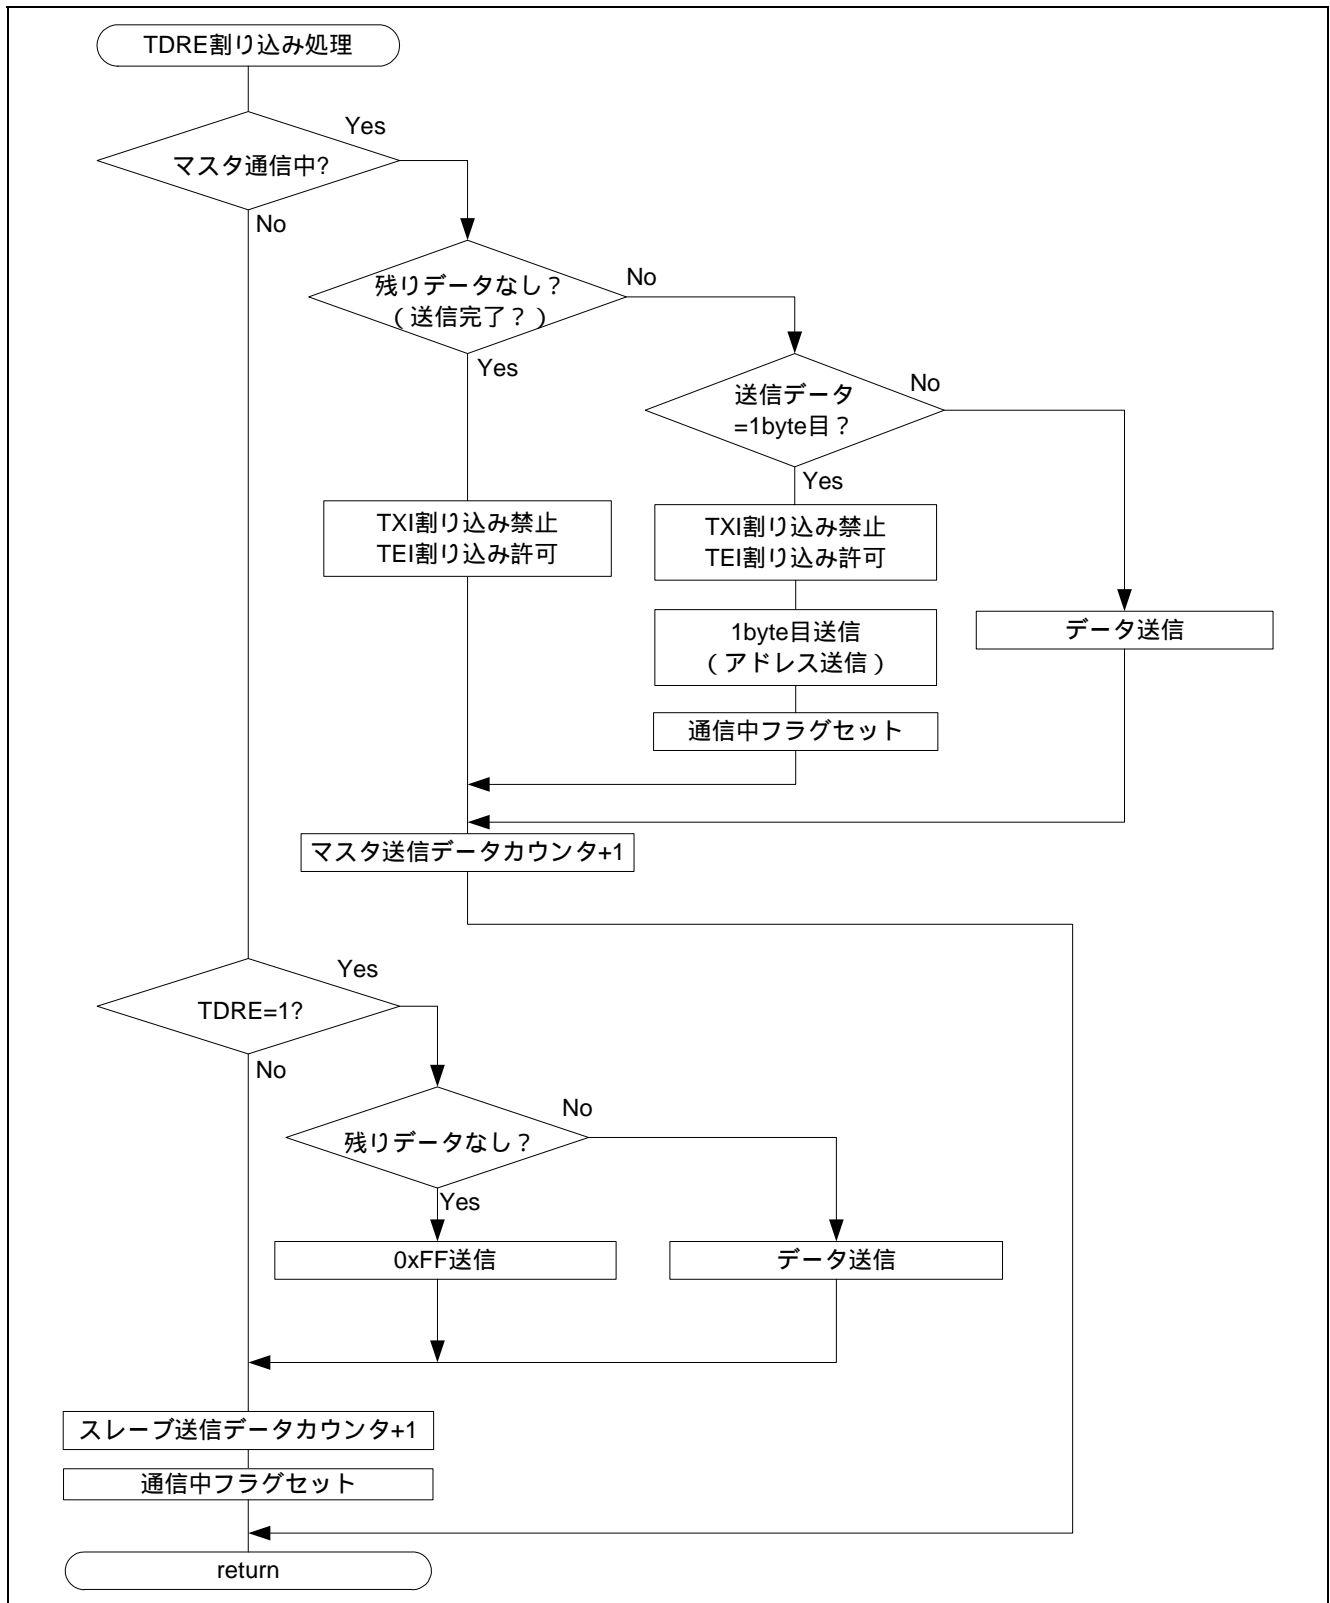 TDRE割り込み処理
Yes
マスタ通信中?
No
残りデータなし？
（送信完了？）
No
Yes
送信データ
=1byte目？
No
Yes
TXI割り込み禁止
TEI割り込み許可
TXI割り込み禁止
TEI割り込み許可
1byte目送信
（アドレス送信）
データ送信
通信中フラグセット
マスタ送信データカウンタ+1
Yes
TDRE=1?
No
No
残りデータなし？
Yes
0xFF送信
データ送信
スレーブ送信データカウンタ+1
通信中フラグセット
return